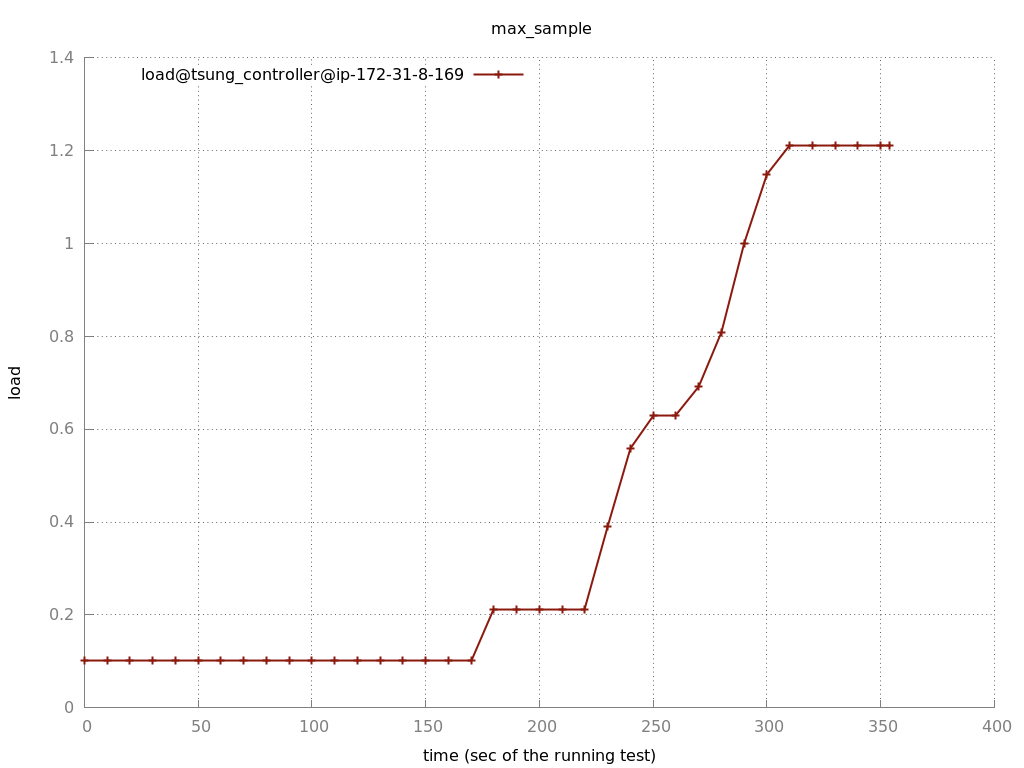 max_sample
load@tsung_controller@ip-172-31-8-169
1.4
1.2
1
0.8
0.6
0.4
0.2
0
load
0 50 100 150 200 250 300 350 400
time (sec of the running test)